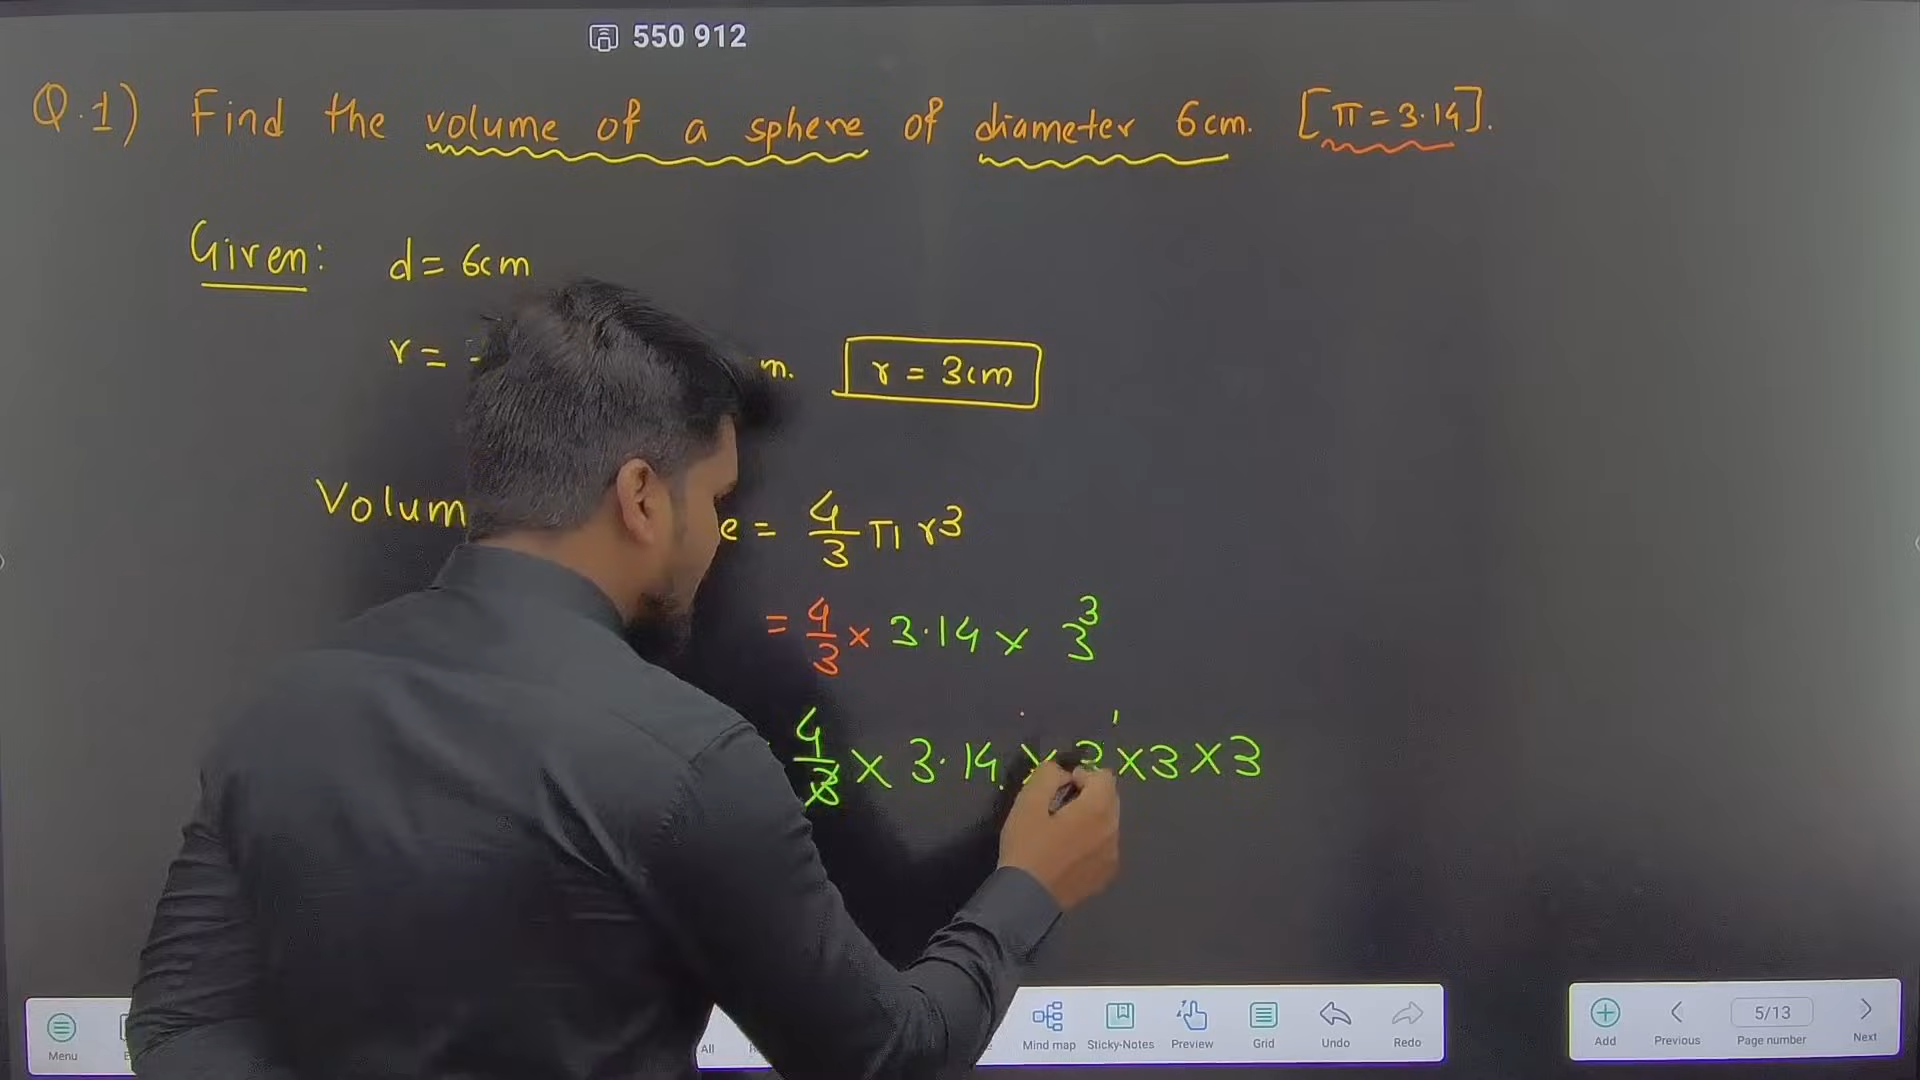 550 912
Q.1) Find the volume of a sphere of diameter 6cm. [π = 3.14].
Given: d = 6cm
r = m. r = 3cm
Volum e = 4/3 π r³
= 4/3 × 3.14 × 3³
4/3 × 3.14 × 3 × 3 × 3
Menu All Mind map Sticky-Notes Preview Grid Undo Redo Add Previous 5/13 Page number Next